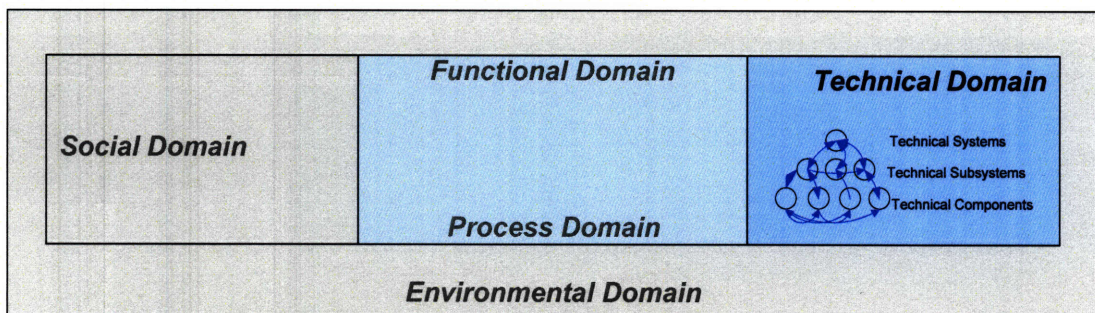 Functional Domain
Technical Domain
Social Domain
Technical Systems
Technical Subsystems
Technical Components
Process Domain
Environmental Domain